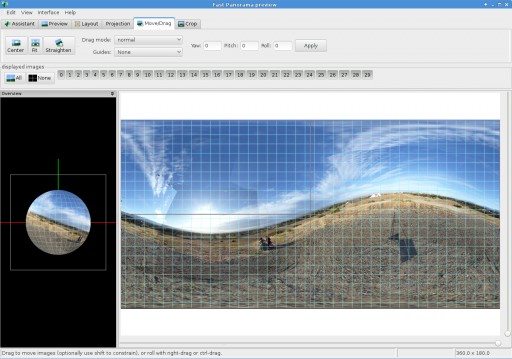 Fast Panorama preview
Edit View Interface Help
Assistant Preview Layout Projection Move/Drag Crop
Center Fit Straighten
Drag mode: normal
Guides: None
Yaw: 0 Pitch: 0 Roll: 0 Apply
displayed images
All None 0 1 2 3 4 5 6 7 8 9 10 11 12 13 14 15 16 17 18 19 20 21 22 23 24 25 26 27 28 29
Overview
Drag to move images (optionally use shift to constrain), or roll with right-drag or ctrl-drag.
360.0 x 180.0